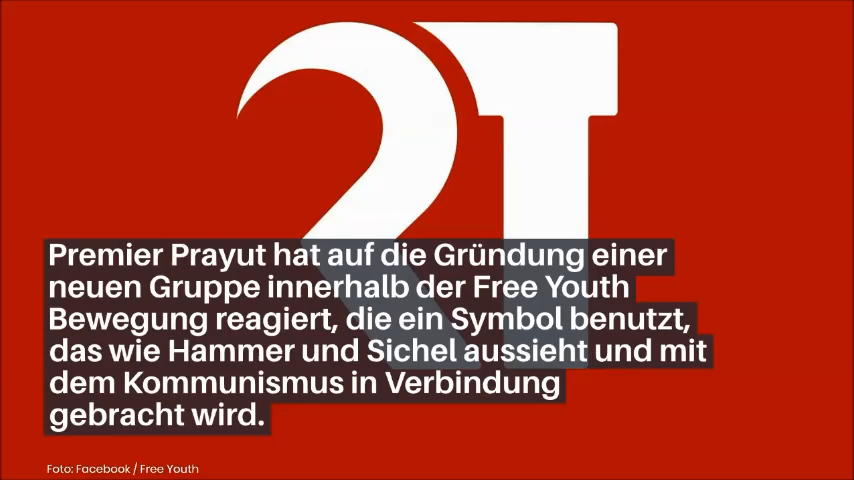 RT
Premier Prayut hat auf die Gründung einer
neuen Gruppe innerhalb der Free Youth
Bewegung reagiert, die ein Symbol benutzt,
das wie Hammer und Sichel aussieht und mit
dem Kommunismus in Verbindung
gebracht wird.
Foto: Facebook / Free Youth